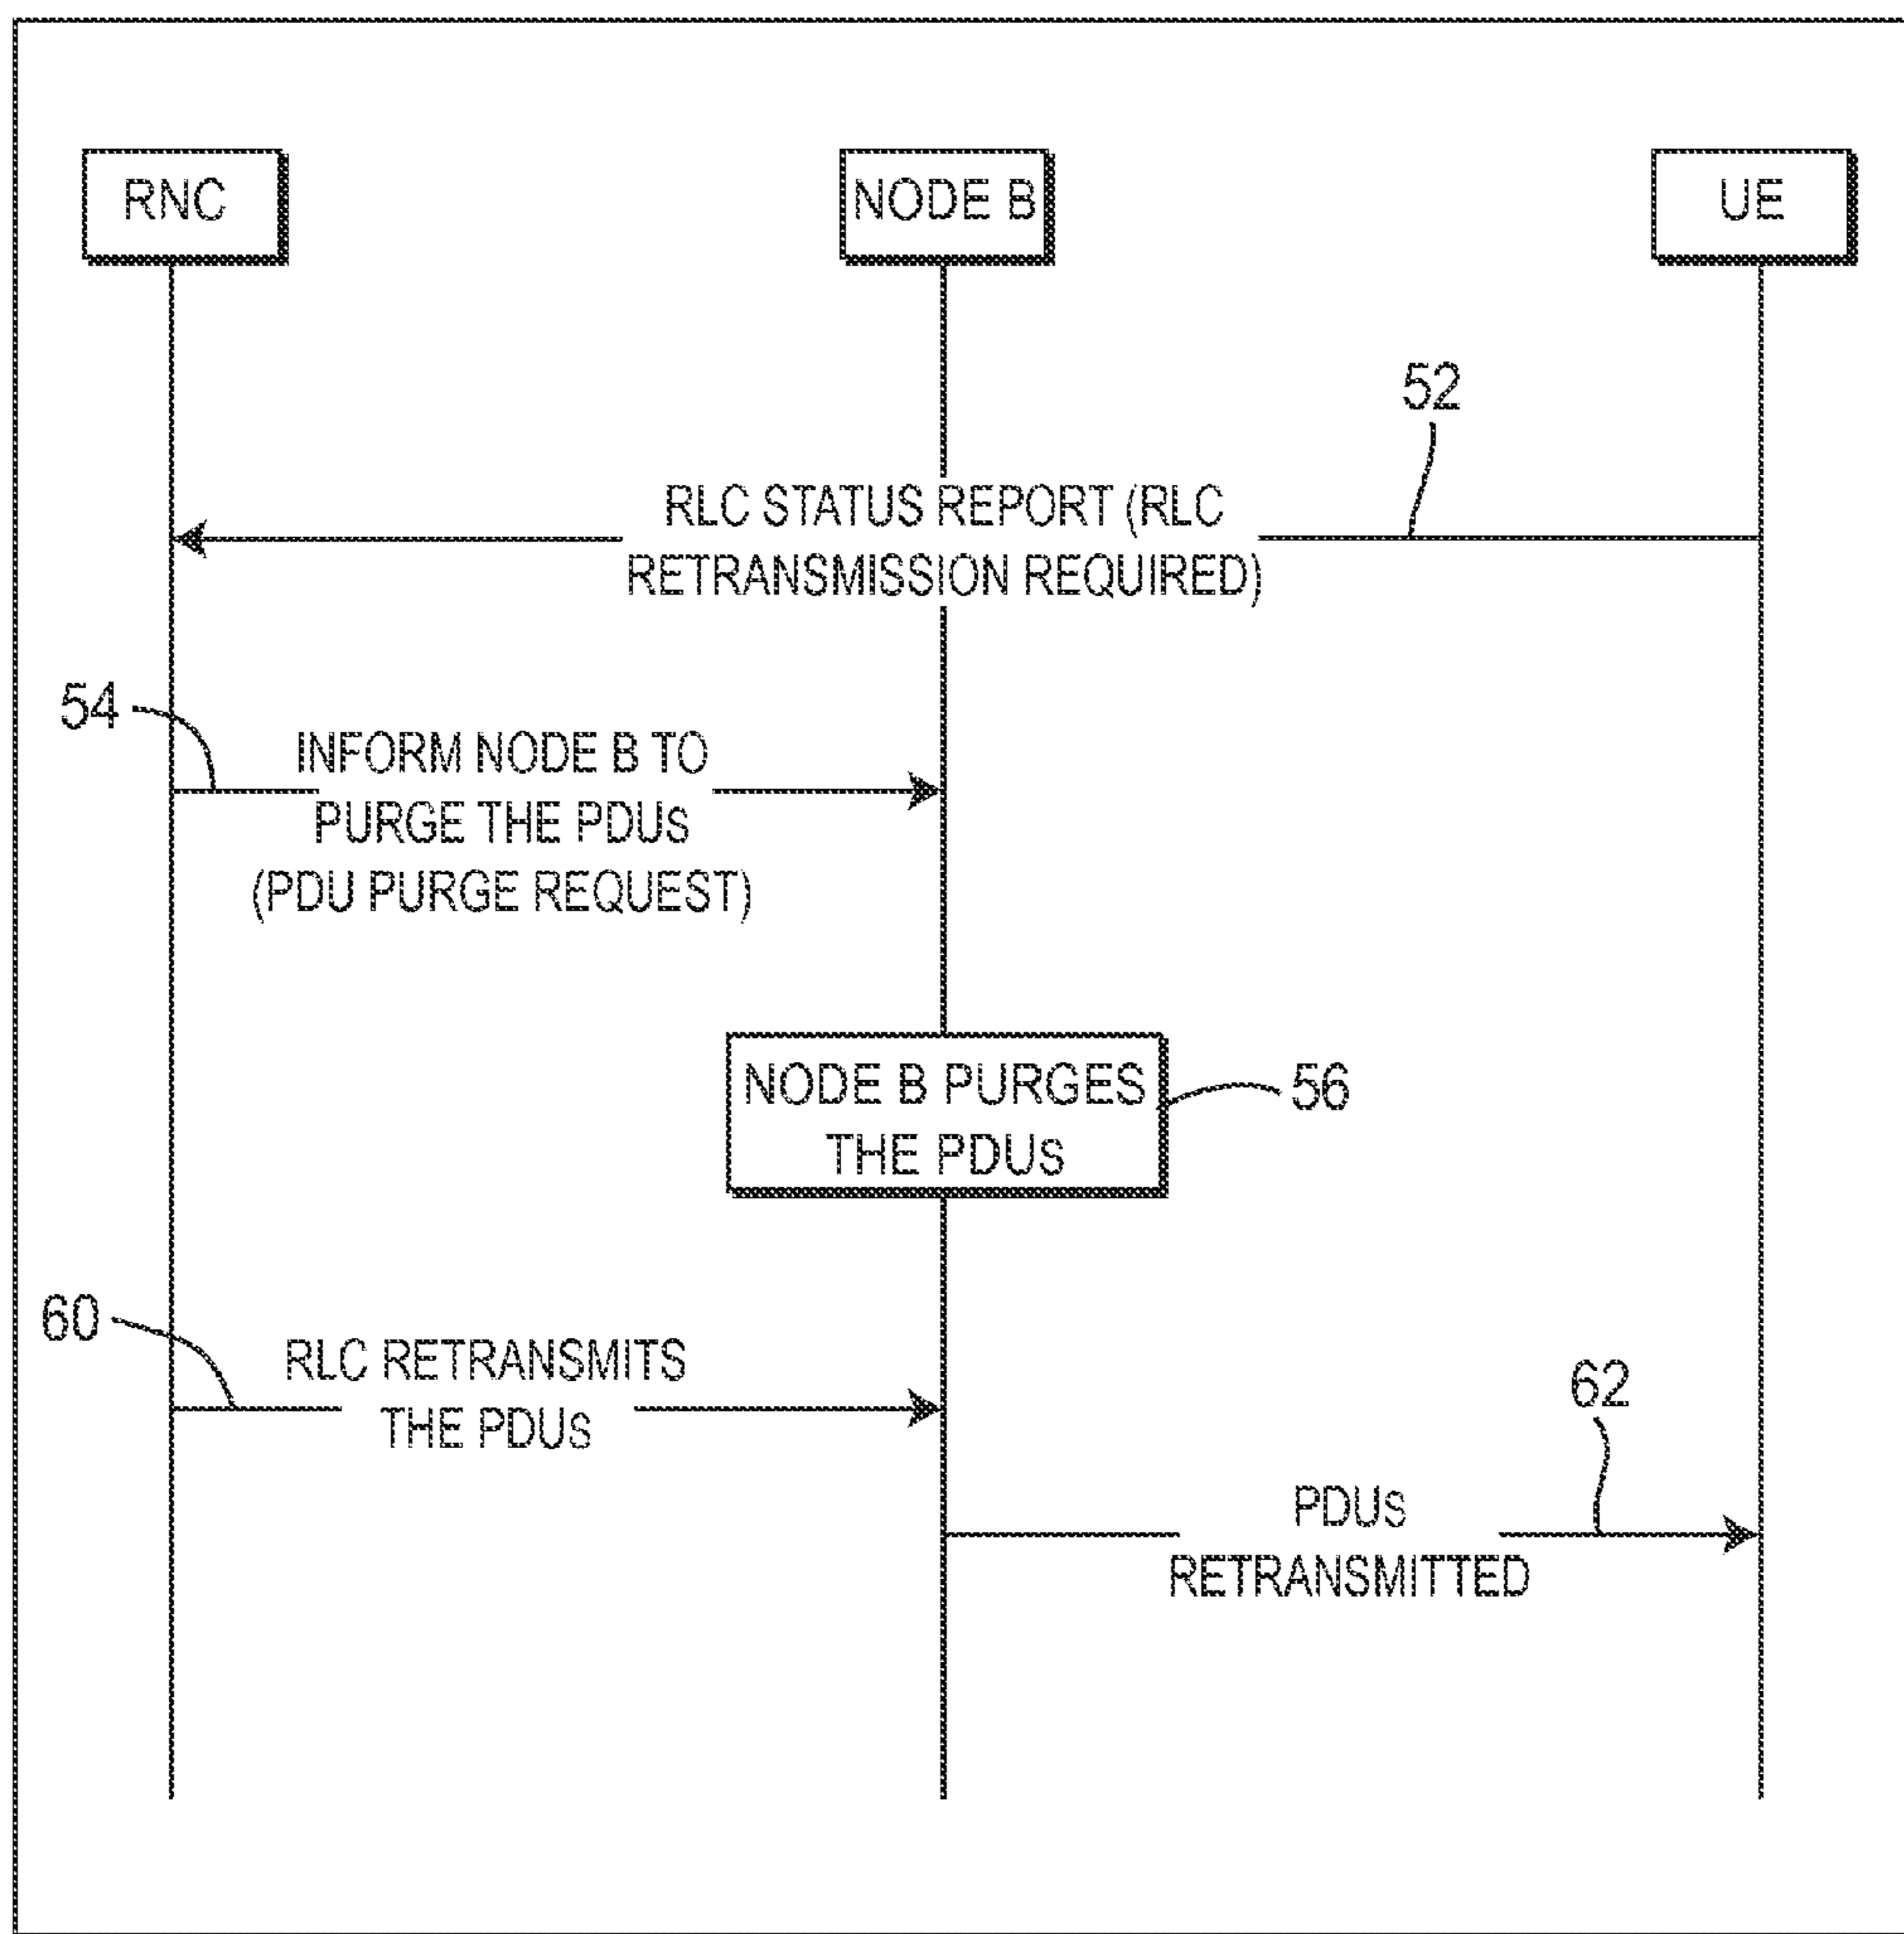 RNC
NODE B
UE
52
RLC STATUS REPORT (RLC
RETRANSMISSION REQUIRED)
54
INFORM NODE B TO
PURGE THE PDUs
(PDU PURGE REQUEST)
NODE B PURGES
THE PDUs
56
60
RLC RETRANSMITS
THE PDUs
62
PDUs
RETRANSMITTED